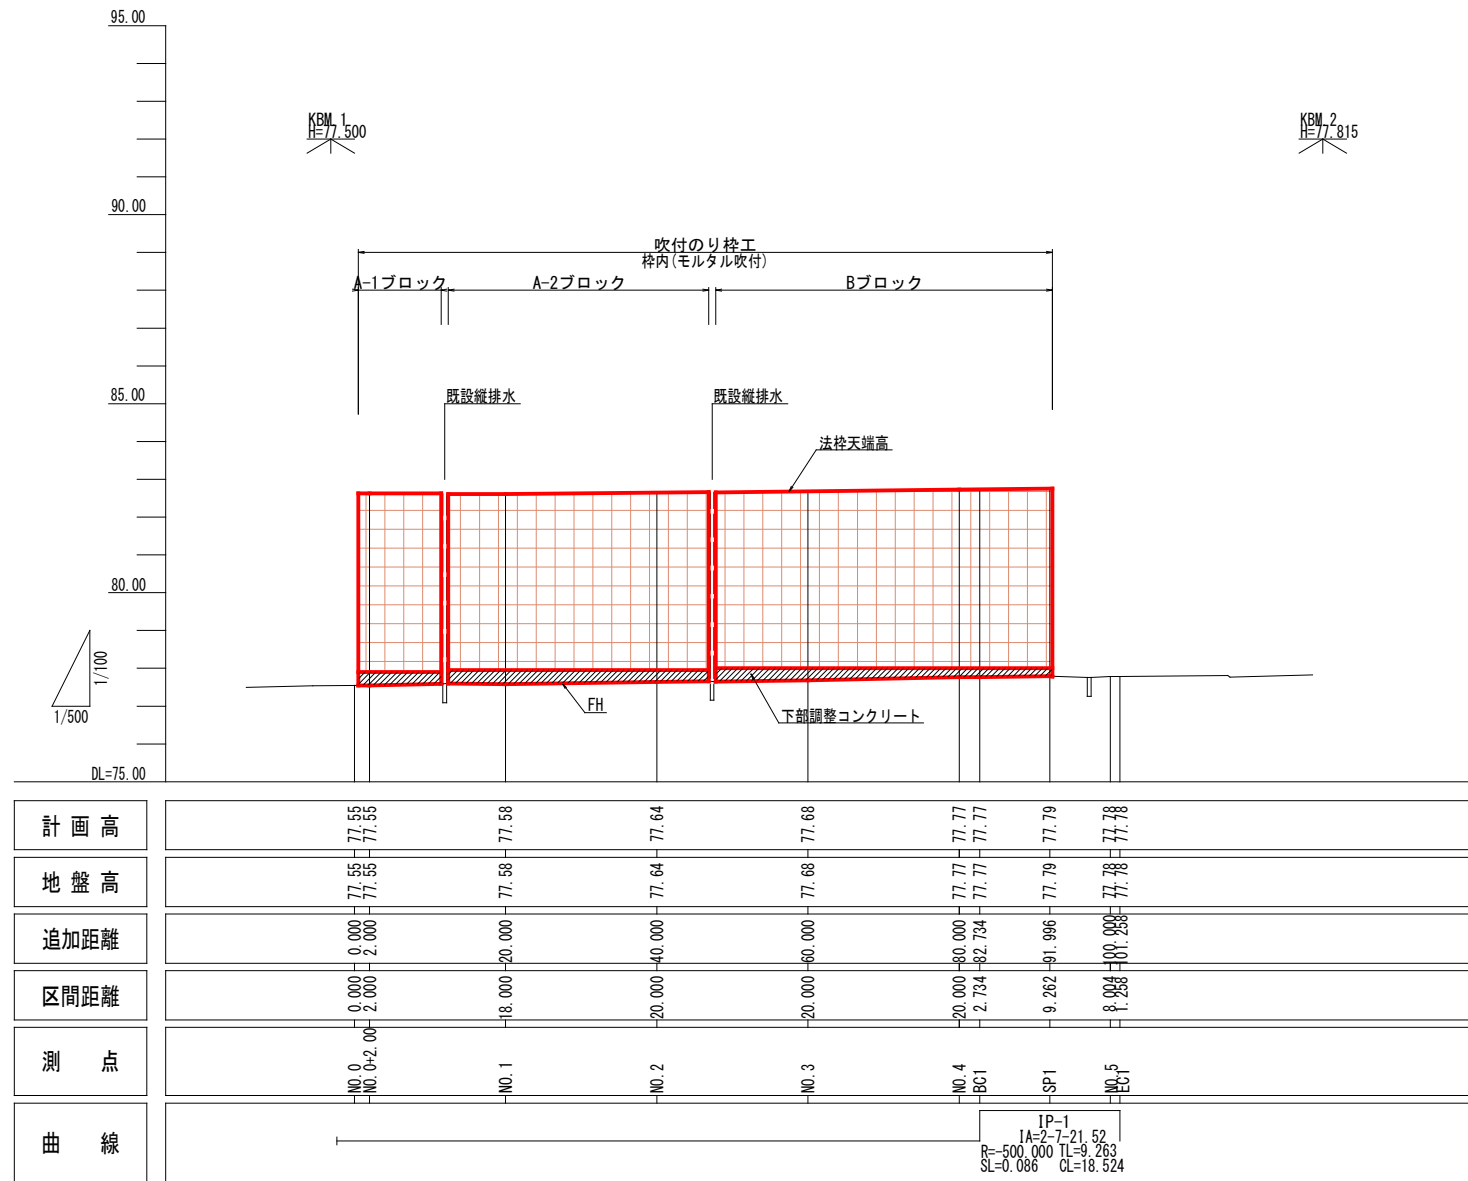 95.00
KBM.1
H=77.500
KBM.2
H=77.815
90.00
吹付のり枠工
枠内(モルタル吹付)
A-1ブロック
A-2ブロック
Bブロック
85.00
既設縦排水
既設縦排水
法枠天端高
80.00
1/100
1/500
FH
下部調整コンクリート
DL=75.00
計画高
77.55
77.55
77.58
77.64
77.68
77.77
77.77
77.79
77.78
77.78
地盤高
77.55
77.55
77.58
77.64
77.68
77.77
77.77
77.79
77.78
77.78
追加距離
0.000
2.000
20.000
40.000
60.000
80.000
82.734
91.996
100.000
101.258
区間距離
0.000
2.000
18.000
20.000
20.000
20.000
2.734
9.262
8.004
1.258
測点
NO.0
NO.0+2.00
NO.1
NO.2
NO.3
NO.4
BC1
SP1
NO.5
EC1
曲線
IP-1
IA=2-7-21.52
R=-500.000 TL=9.263
SL=0.086 CL=18.524